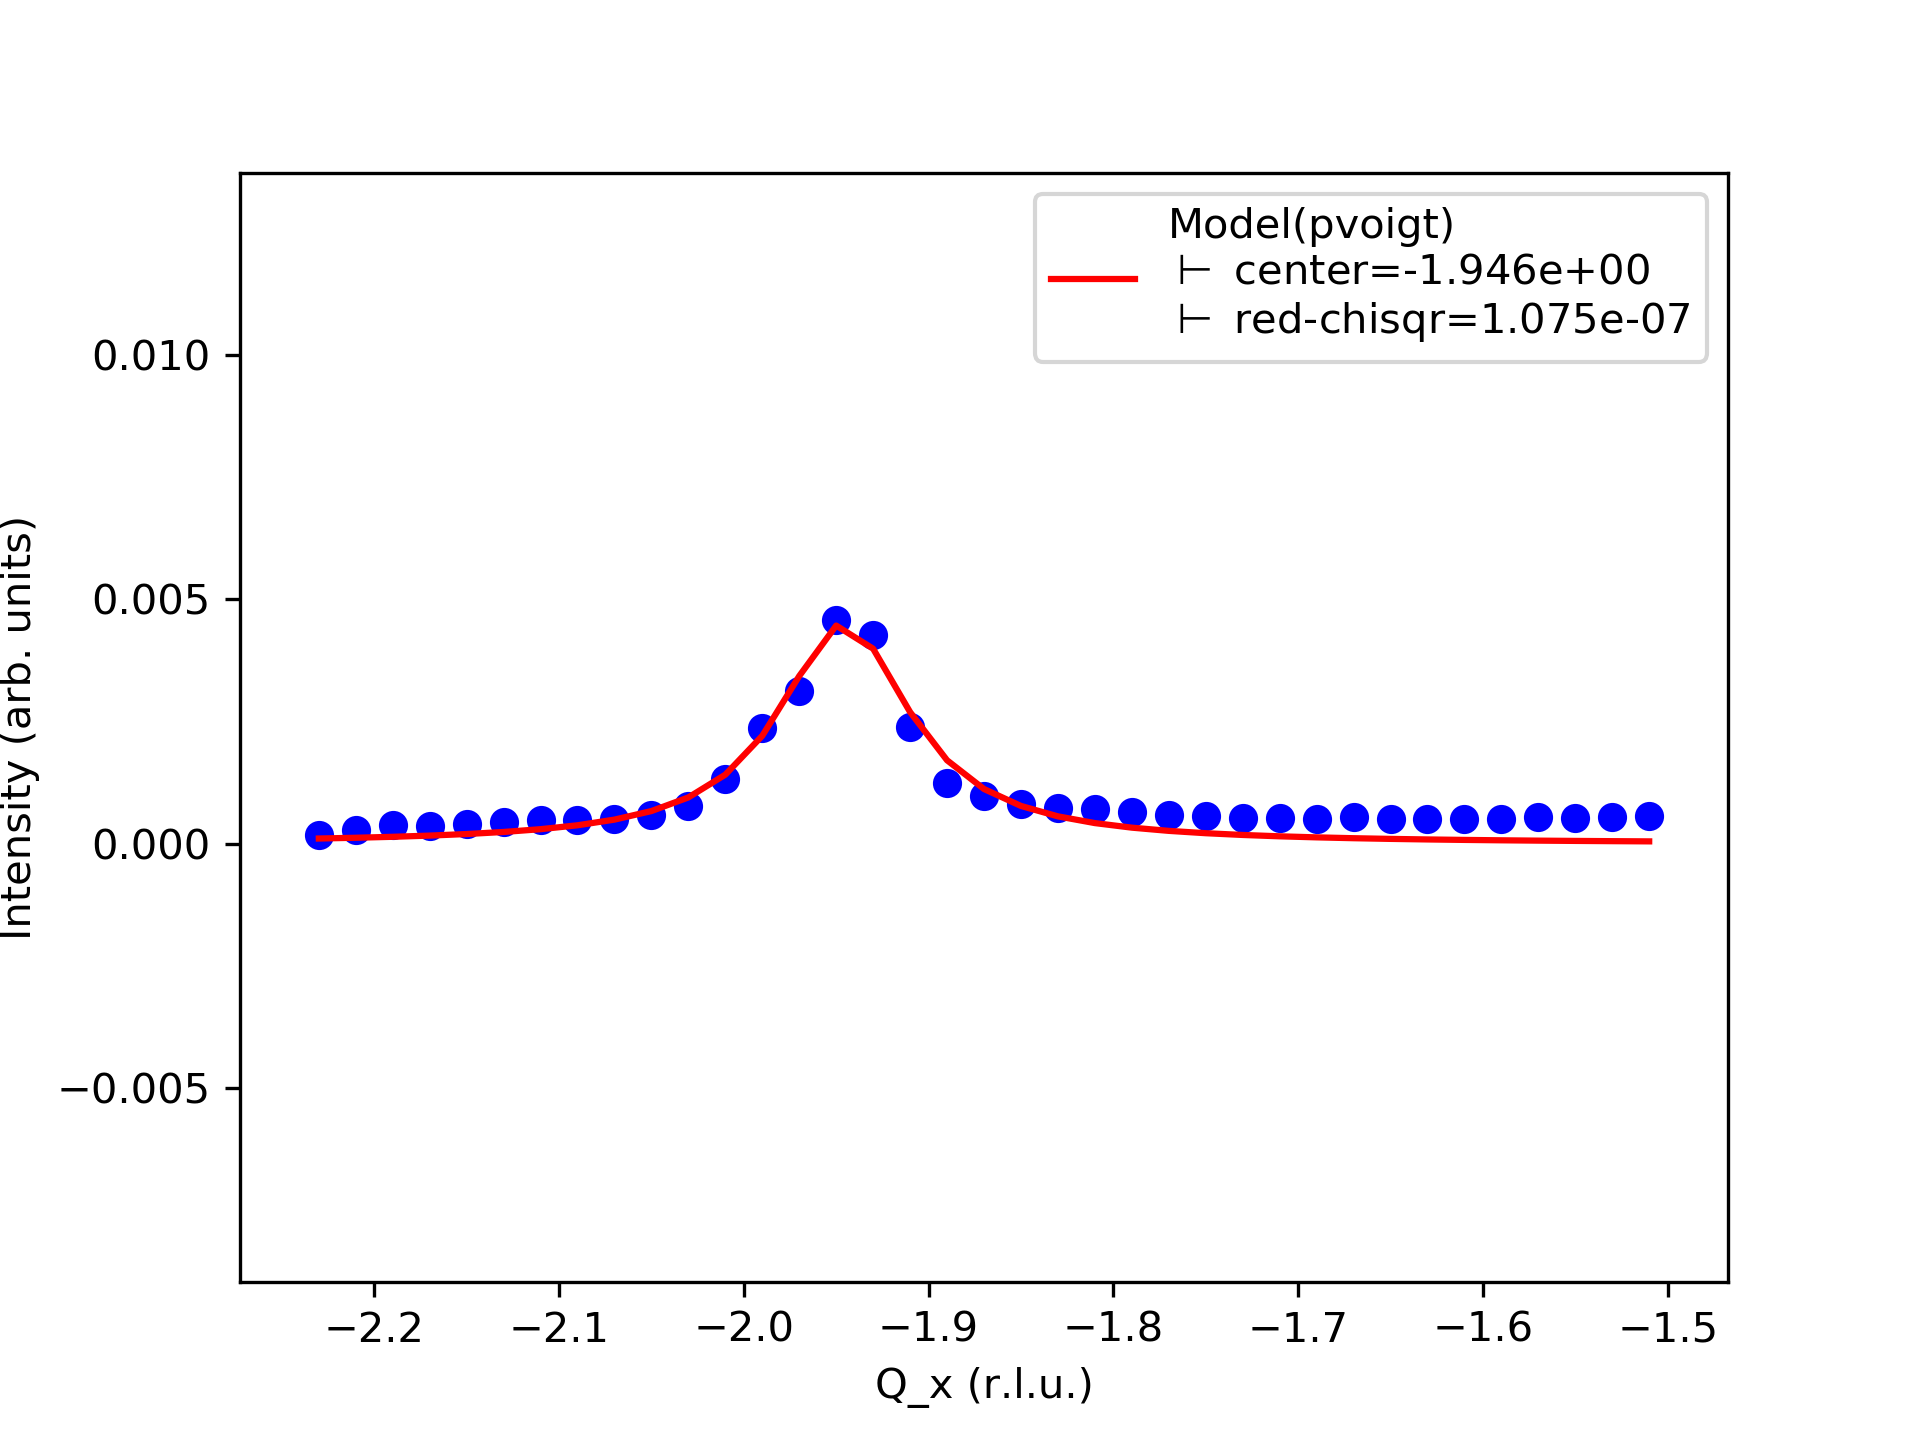 Model(pvoigt)
⊢ center=-1.946e+00
⊢ red-chisqr=1.075e-07
0.010
0.005
0.000
−0.005
Intensity (arb. units)
−2.2 −2.1 −2.0 −1.9 −1.8 −1.7 −1.6 −1.5
Q_x (r.l.u.)